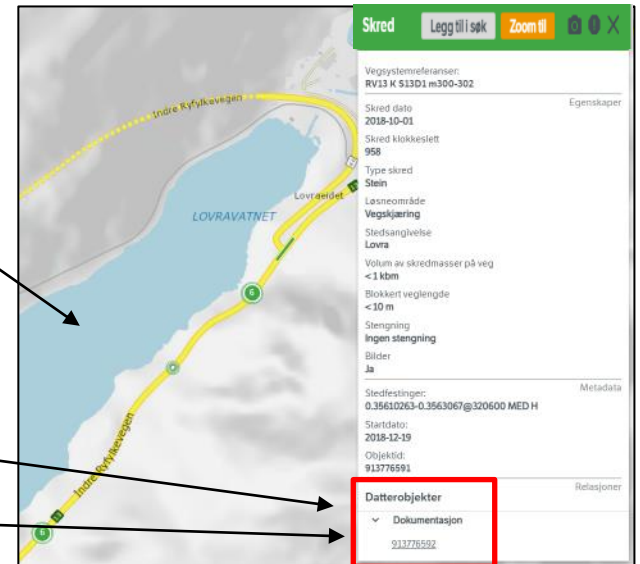 Indre Ryfylkevegen
Lovraeidet
LOVRAVATNET
6
Indre Ryfylkevegen
6
Skred
Legg til i søk
Zoom til
Vegsystemreferanser:
RV13 K S13D1 m300-302
Egenskaper
Skred dato
2018-10-01
Skred klokkeslett
958
Type skred
Stein
Løsneområde
Vegskjæring
Stedsangivelse
Lovra
Volum av skredmasser på veg
< 1 kbm
Blokkert veglengde
< 10 m
Stengning
Ingen stengning
Bilder
Ja
Metadata
Stedfestinger:
0.35610263-0.3563067@320600 MED H
Startdato:
2018-12-19
Objektid:
913776591
Relasjoner
Datterobjekter
Dokumentasjon
913776592